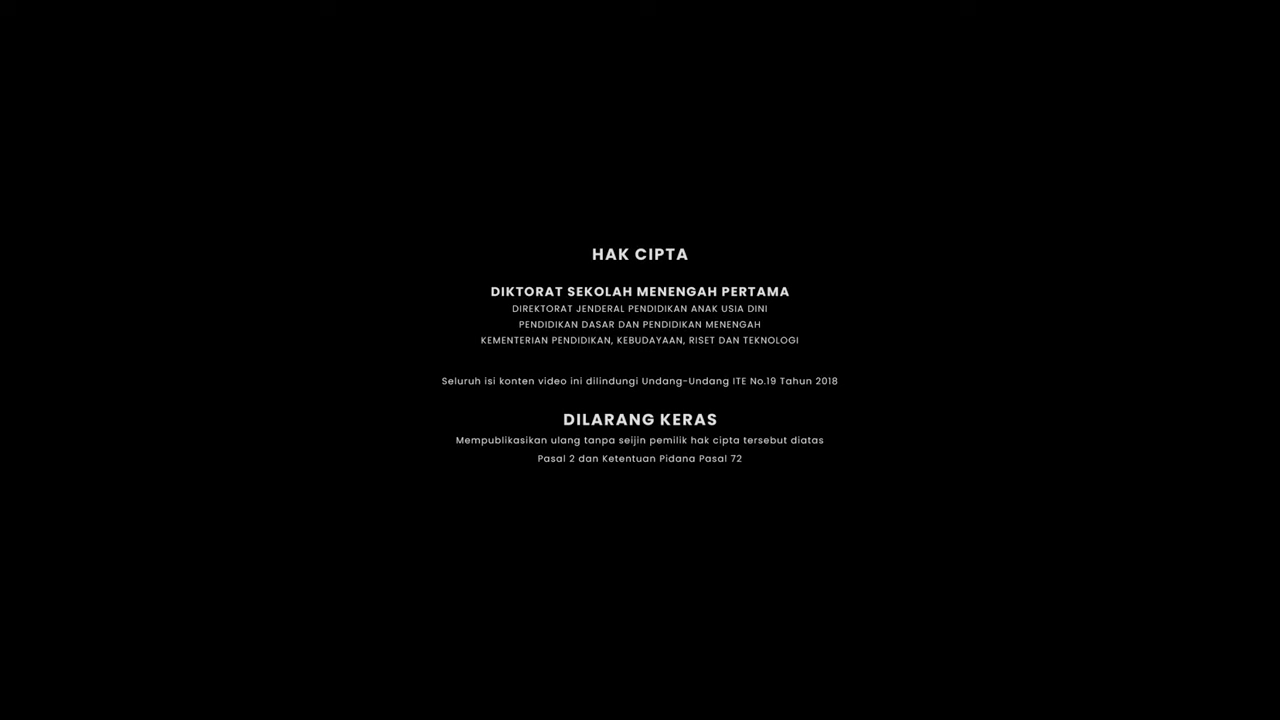 HAK CIPTA
DIKTORAT SEKOLAH MENENGAH PERTAMA
DIREKTORAT JENDERAL PENDIDIKAN ANAK USIA DINI
PENDIDIKAN DASAR DAN PENDIDIKAN MENENGAH
KEMENTERIAN PENDIDIKAN, KEBUDAYAAN, RISET DAN TEKNOLOGI
Seluruh isi konten video ini dilindungi Undang-Undang ITE No.19 Tahun 2018
DILARANG KERAS
Mempublikasikan ulang tanpa seijin pemilik hak cipta tersebut diatas
Pasal 2 dan Ketentuan Pidana Pasal 72